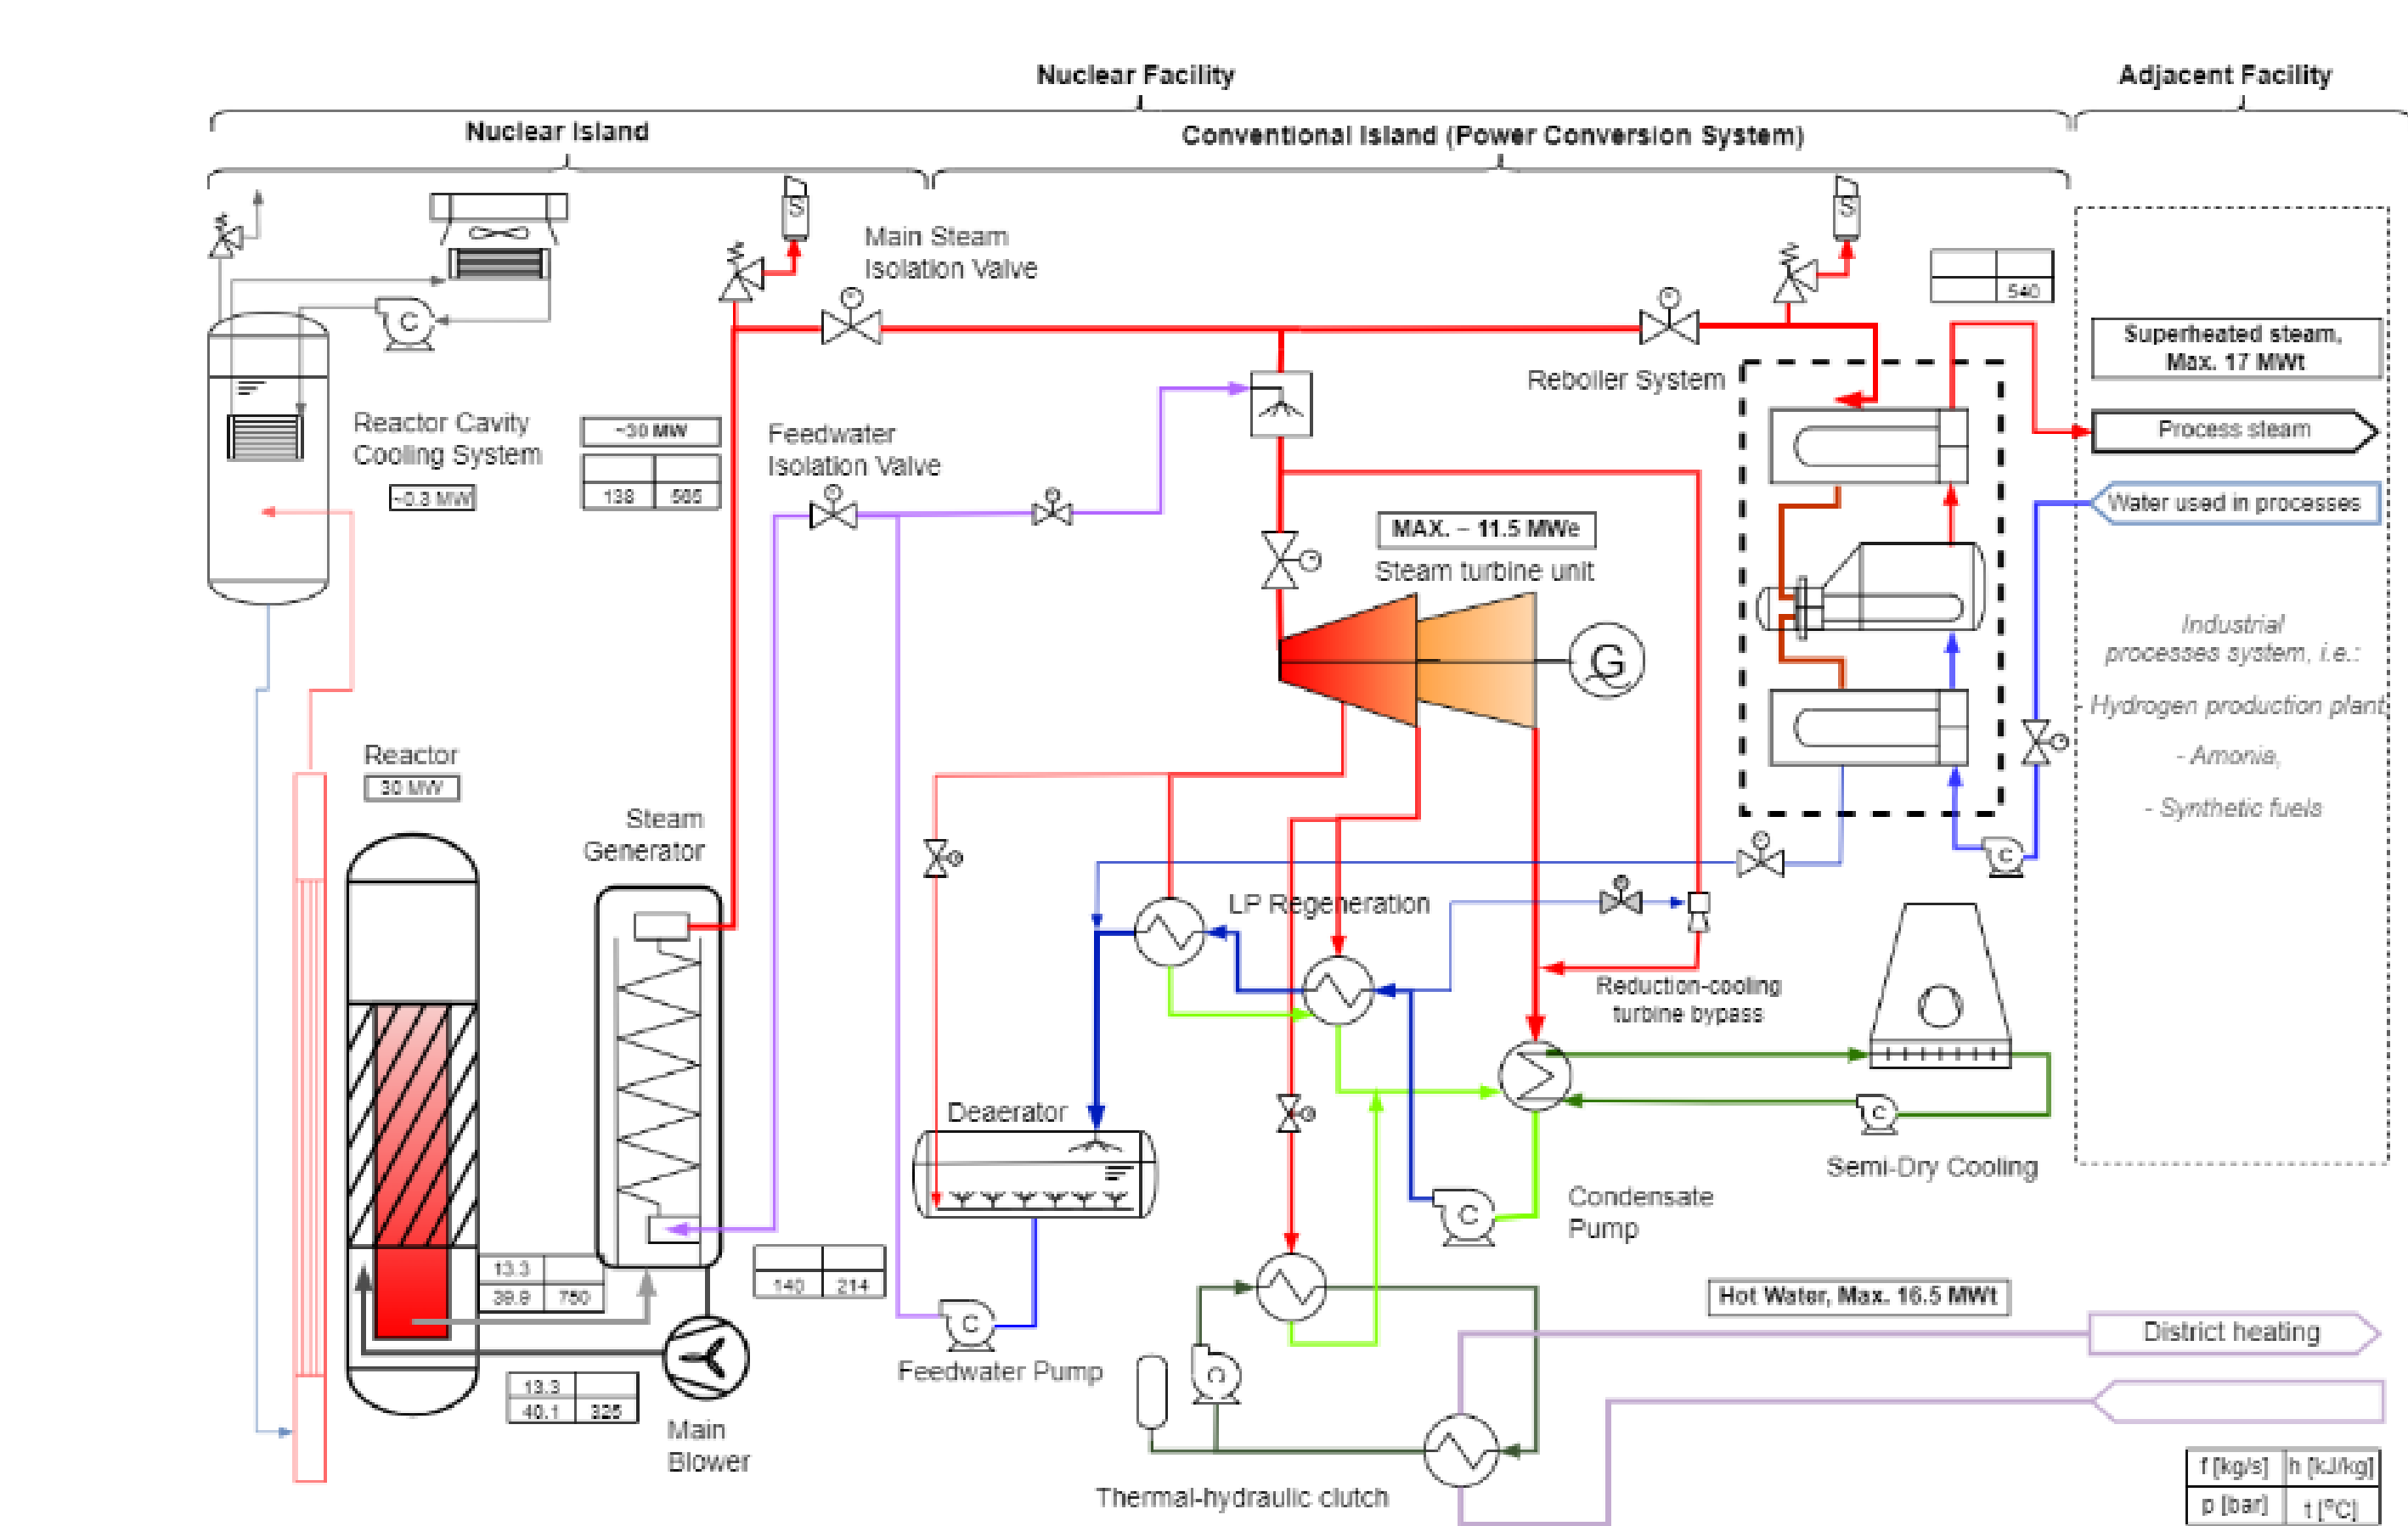 Nuclear Facility
Adjacent Facility
Nuclear Island
Conventional Island (Power Conversion System)
S
S
Main Steam
Isolation Valve
540
C
Superheated steam,
Max. 17 MWt
Reboiler System
Reactor Cavity
Cooling System
~30 MW
Feedwater
Isolation Valve
Process steam
138
565
~0.3 MW
Water used in processes
MAX. ~ 11.5 MWe
Steam turbine unit
G
Industrial
processes system, i.e.:
- Hydrogen production plant,
- Amonia,
- Synthetic fuels
Reactor
30 MW
Steam
Generator
C
LP Regeneration
Reduction-cooling
turbine bypass
Deaerator
C
Semi-Dry Cooling
Condensate
Pump
C
13.3
39.9
750
140
214
Hot Water, Max. 16.5 MWt
C
District heating
Feedwater Pump
C
13.3
40.1
325
Main
Blower
Thermal-hydraulic clutch
f [kg/s]
h [kJ/kg]
p [bar]
t [°C]